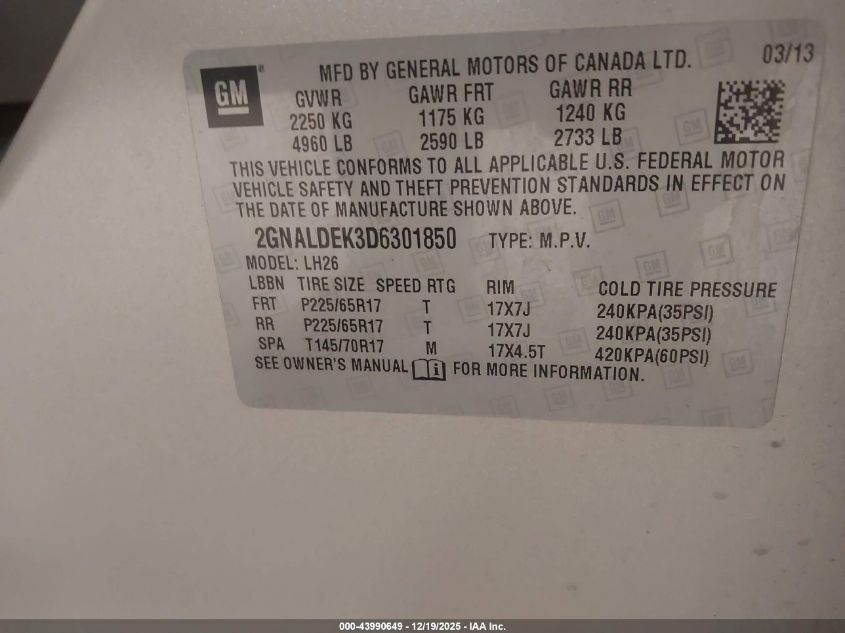 GM
MFD BY GENERAL MOTORS OF CANADA LTD. 03/13
GVWR GAWR FRT GAWR RR
2250 KG 1175 KG 1240 KG
4960 LB 2590 LB 2733 LB
THIS VEHICLE CONFORMS TO ALL APPLICABLE U.S. FEDERAL MOTOR
VEHICLE SAFETY AND THEFT PREVENTION STANDARDS IN EFFECT ON
THE DATE OF MANUFACTURE SHOWN ABOVE.
2GNALDEK3D6301850 TYPE: M.P.V.
MODEL: LH26
LBBN TIRE SIZE SPEED RTG RIM COLD TIRE PRESSURE
FRT P225/65R17 T 17X7J 240KPA(35PSI)
RR P225/65R17 T 17X7J 240KPA(35PSI)
SPA T145/70R17 M 17X4.5T 420KPA(60PSI)
SEE OWNER'S MANUAL i FOR MORE INFORMATION.
000-43990649 - 12/19/2025 - IAA Inc.